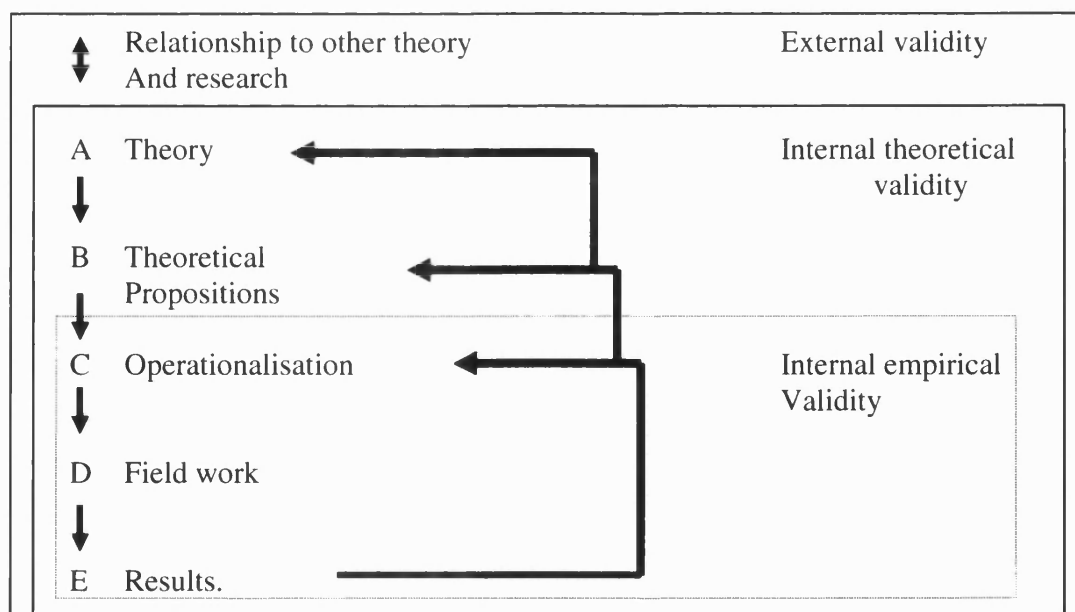 Relationship to other theory External validity
And research
A Theory Internal theoretical
validity
B Theoretical
Propositions
C Operationalisation Internal empirical
Validity
D Field work
E Results.